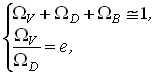 Ω_V + Ω_D + Ω_B ≅ 1,
Ω_V / Ω_D = e,